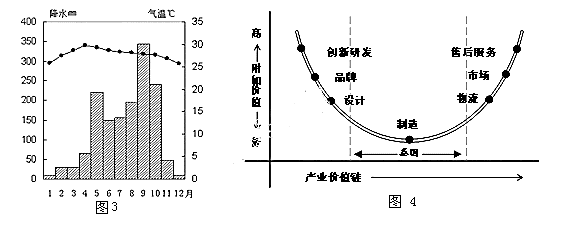 降水mm 气温℃
400 35
350 30
300
250 25
200 20
150 15
100 10
50 5
0 0
1 2 3 4 5 6 7 8 9 10 11 12月
图3
高
附加价值
低
创新研发
品牌
设计
制造
物流
市场
售后服务
产业价值链
图 4